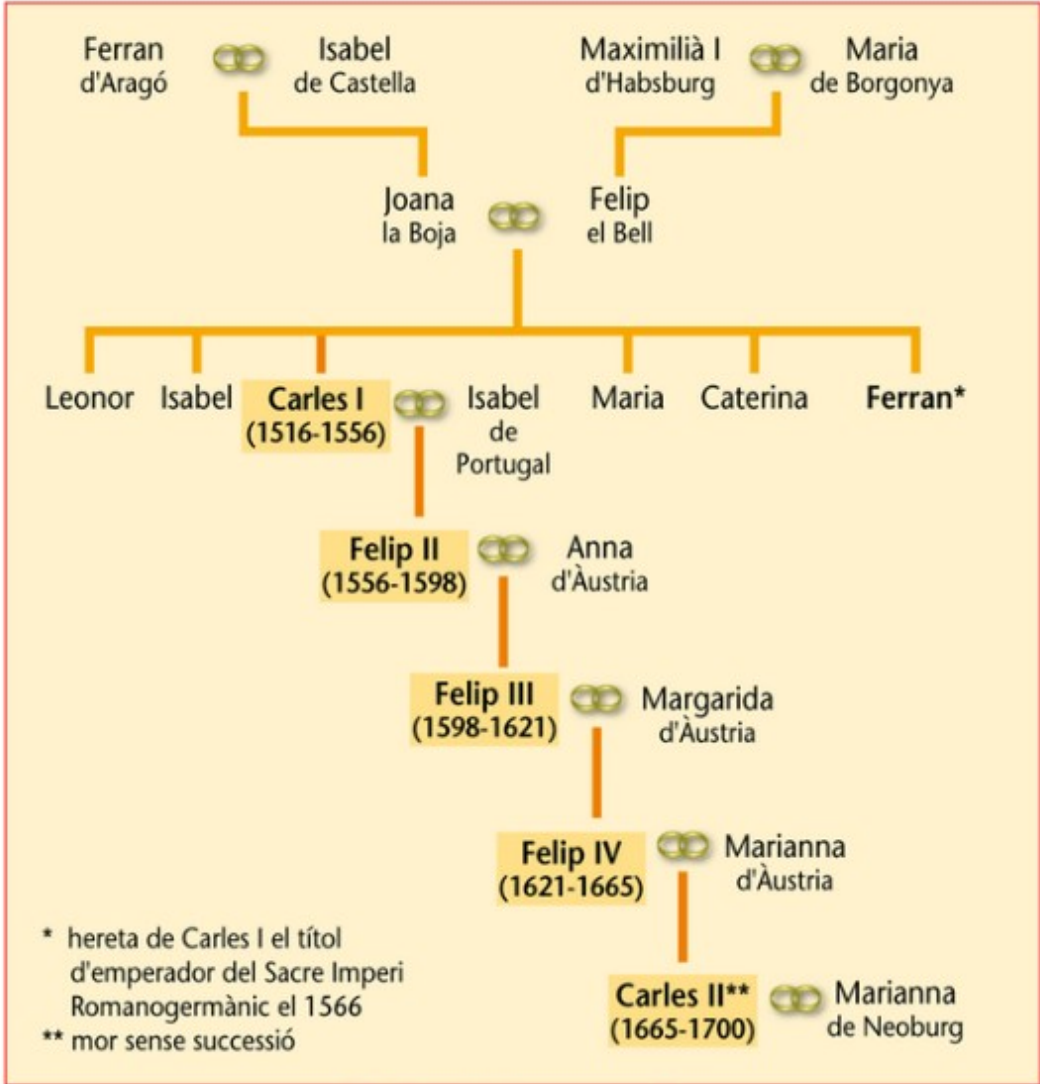 Ferran
d'Aragó
Isabel
de Castella
Maximilià I
d'Habsburg
Maria
de Borgonya
Joana
la Boja
Felip
el Bell
Leonor
Isabel
Carles I
(1516-1556)
Isabel
de
Portugal
Maria
Caterina
Ferran*
Felip II
(1556-1598)
Anna
d'Àustria
Felip III
(1598-1621)
Margarida
d'Àustria
Felip IV
(1621-1665)
Marianna
d'Àustria
Carles II**
(1665-1700)
Marianna
de Neoburg
* hereta de Carles I el títol
d'emperador del Sacre Imperi
Romanogermànic el 1566
** mor sense successió